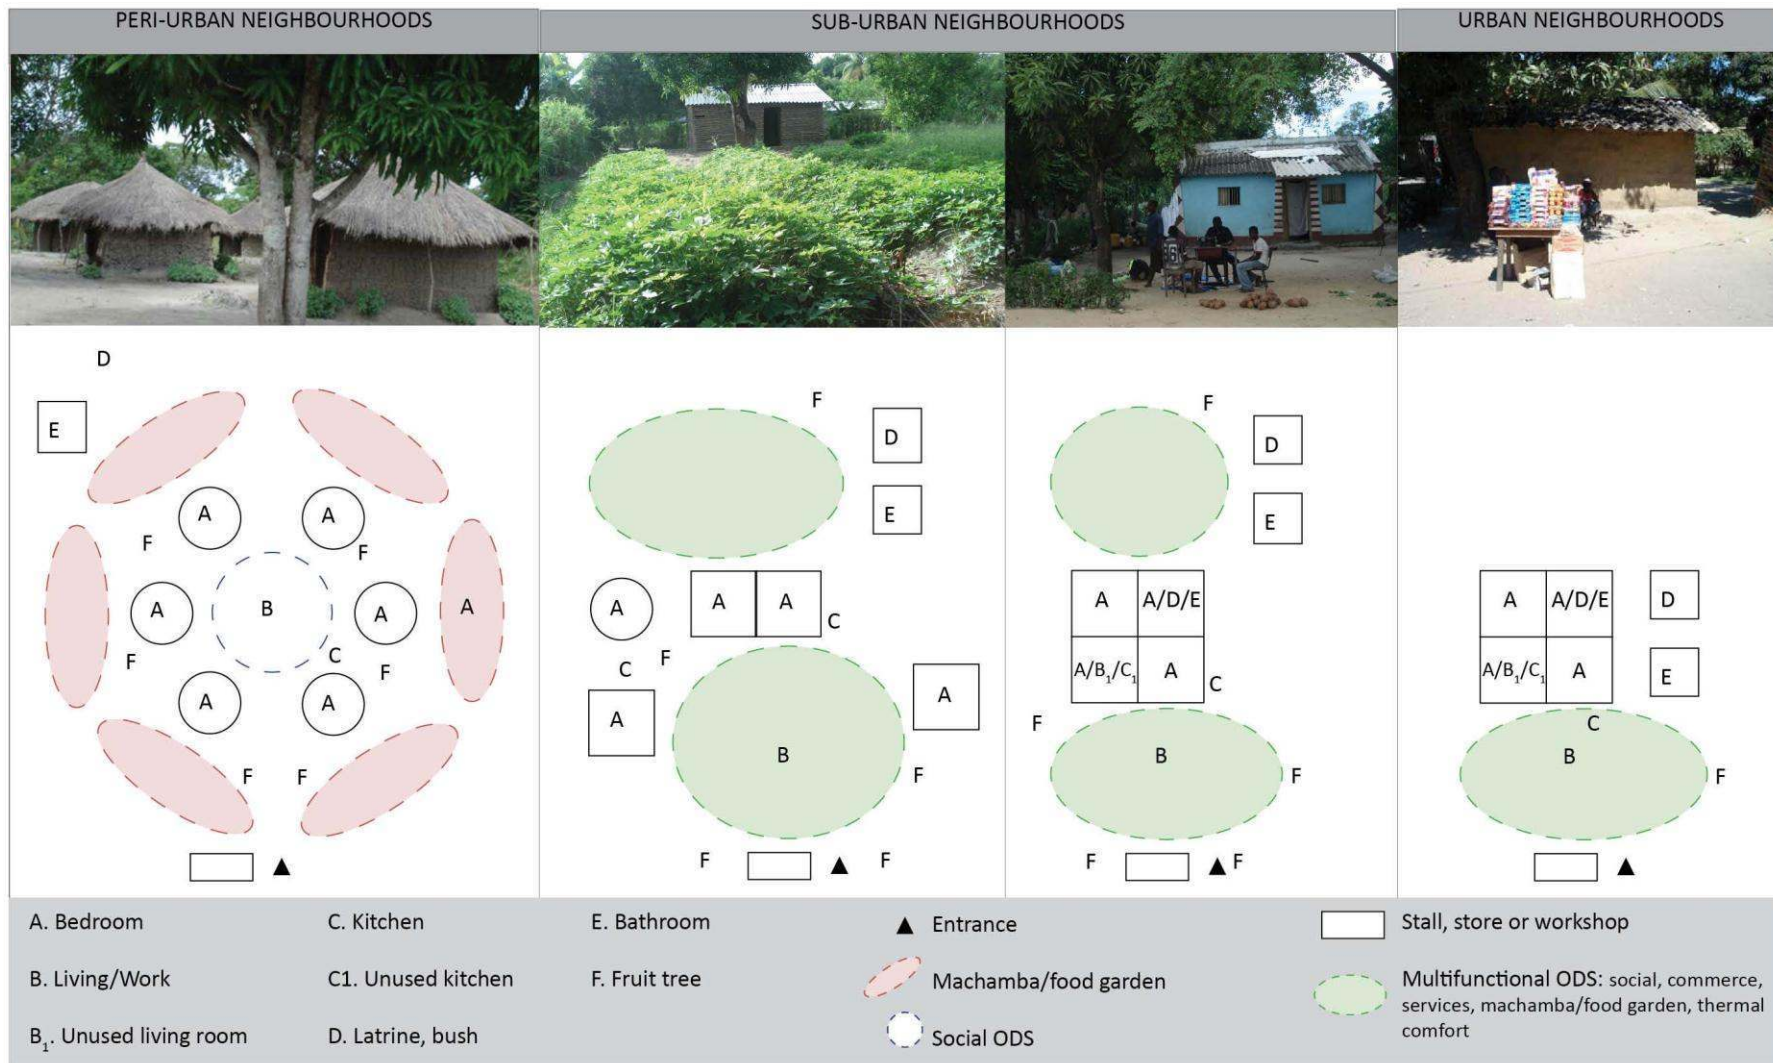 PERI-URBAN NEIGHBOURHOODS
SUB-URBAN NEIGHBOURHOODS
URBAN NEIGHBOURHOODS
D
E
A
A
F
F
A
B
A
A
F
C
F
A
A
F
F
F
D
E
A
A
A
C
C
F
A
A
B
F
F
F
F
D
E
A
A/D/E
A/B₁/C₁
A
C
F
B
F
F
F
A
A/D/E
D
A/B₁/C₁
A
E
C
B
F
A. Bedroom
B. Living/Work
B₁. Unused living room
C. Kitchen
C1. Unused kitchen
D. Latrine, bush
E. Bathroom
F. Fruit tree
Entrance
Machamba/food garden
Social ODS
Stall, store or workshop
Multifunctional ODS: social, commerce,
services, machamba/food garden, thermal
comfort